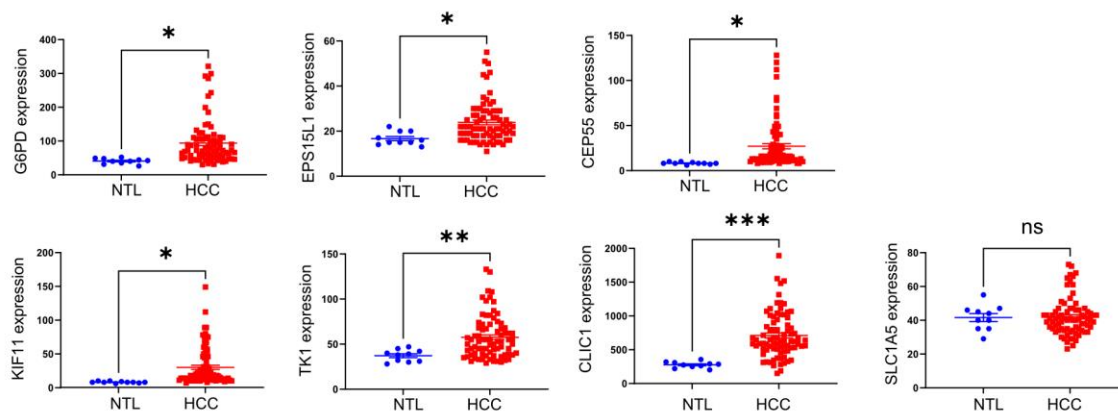 G6PD expression
400
300
200
100
0
*
NTL
HCC
EPS15L1 expression
60
40
20
0
*
NTL
HCC
CEP55 expression
150
100
50
0
*
NTL
HCC
KIF11 expression
200
150
100
50
0
*
NTL
HCC
TK1 expression
150
100
50
0
**
NTL
HCC
CLIC1 expression
2000
1500
1000
500
0
***
NTL
HCC
SLC1A5 expression
80
60
40
20
0
ns
NTL
HCC